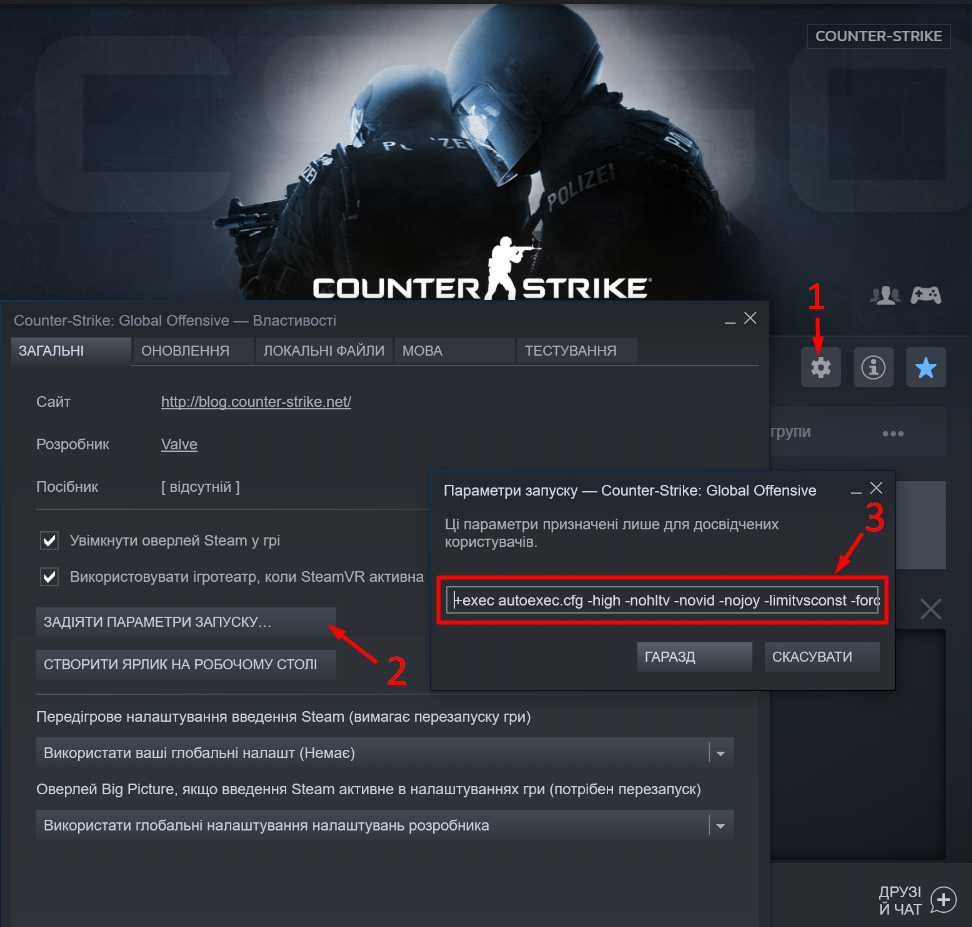 COUNTER-STRIKE
POLIZEI
COUNTER STRIKE
1
Counter-Strike: Global Offensive — Властивості
ЗАГАЛЬНІ
ОНОВЛЕННЯ
ЛОКАЛЬНІ ФАЙЛИ
МОВА
ТЕСТУВАННЯ
Сайт http://blog.counter-strike.net/
групи
Розробник Valve
Посібник [ відсутній ]
Параметри запуску — Counter-Strike: Global Offensive
3
Ці параметри призначені лише для досвідчених
користувачів.
+exec autoexec.cfg -high -nohltv -novid -nojoy -limitvsconst -forc
ГАРАЗД
СКАСУВАТИ
Увімкнути оверлей Steam у грі
Використовувати ігротеатр, коли SteamVR активна
ЗАДІЯТИ ПАРАМЕТРИ ЗАПУСКУ...
2
СТВОРИТИ ЯРЛИК НА РОБОЧОМУ СТОЛІ
Передігрове налаштування введення Steam (вимагає перезапуску гри)
Використати ваші глобальні налашт (Немає)
Оверлей Big Picture, якщо введення Steam активне в налаштуваннях гри (потрібен перезапуск)
Використати глобальні налаштування налаштувань розробника
ДРУЗІ
Й ЧАТ